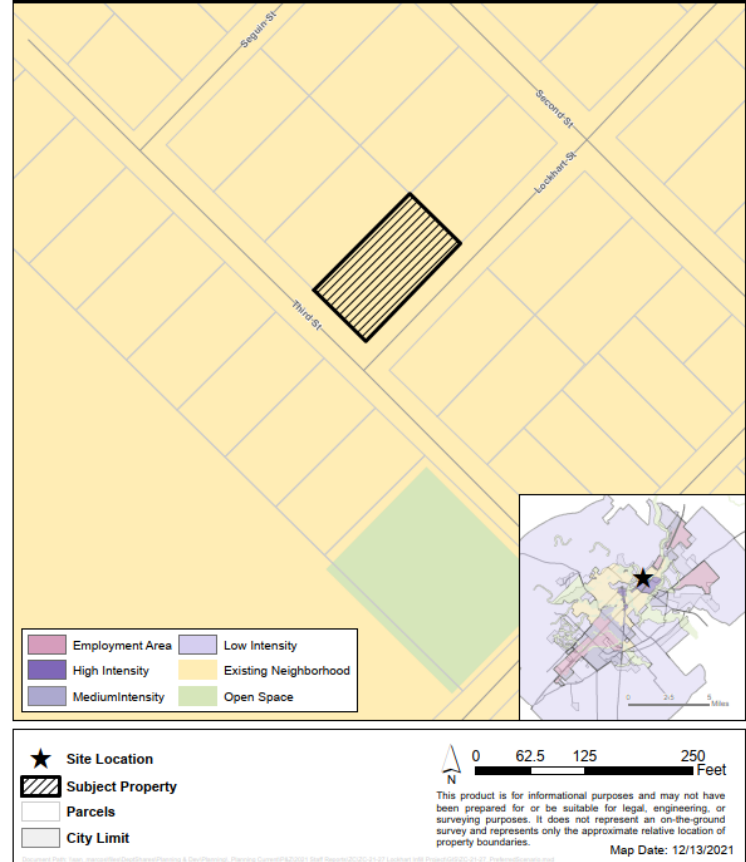 Seguin St
Second St
Lockhart St
Third St
Employment Area
Low Intensity
High Intensity
Existing Neighborhood
MediumIntensity
Open Space
0 2.5 5
Miles
Site Location
Subject Property
Parcels
City Limit
N
0 62.5 125 250
Feet
This product is for informational purposes and may not have
been prepared for or be suitable for legal, engineering, or
surveying purposes. It does not represent an on-the-ground
survey and represents only the approximate relative location of
property boundaries.
Map Date: 12/13/2021